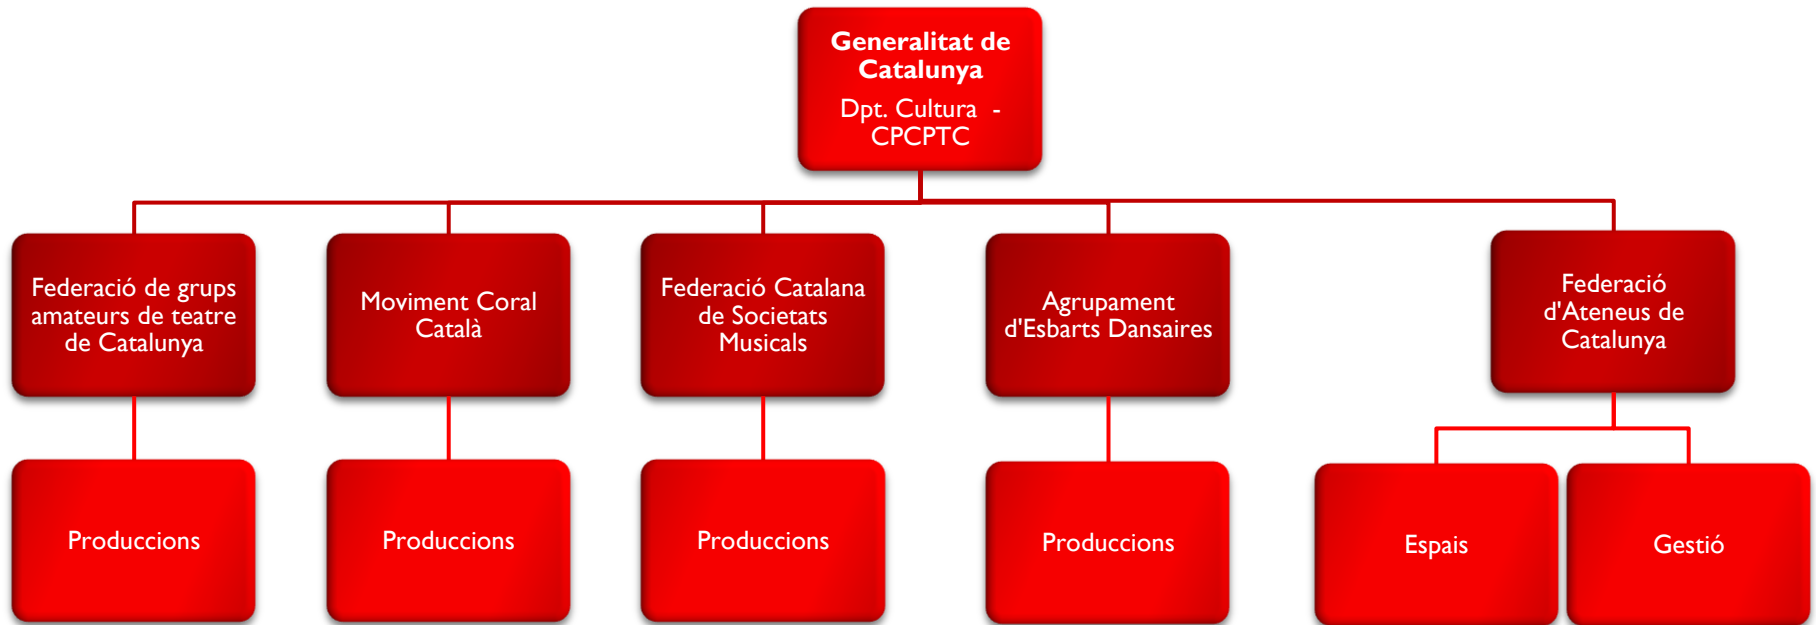 Generalitat de
Catalunya
Dpt. Cultura -
CPCPTC
Federació de grups
amateurs de teatre
de Catalunya
Moviment Coral
Català
Federació Catalana
de Societats
Musicals
Agrupament
d'Esbarts Dansaires
Federació
d'Ateneus de
Catalunya
Produccions
Produccions
Produccions
Produccions
Espais
Gestió